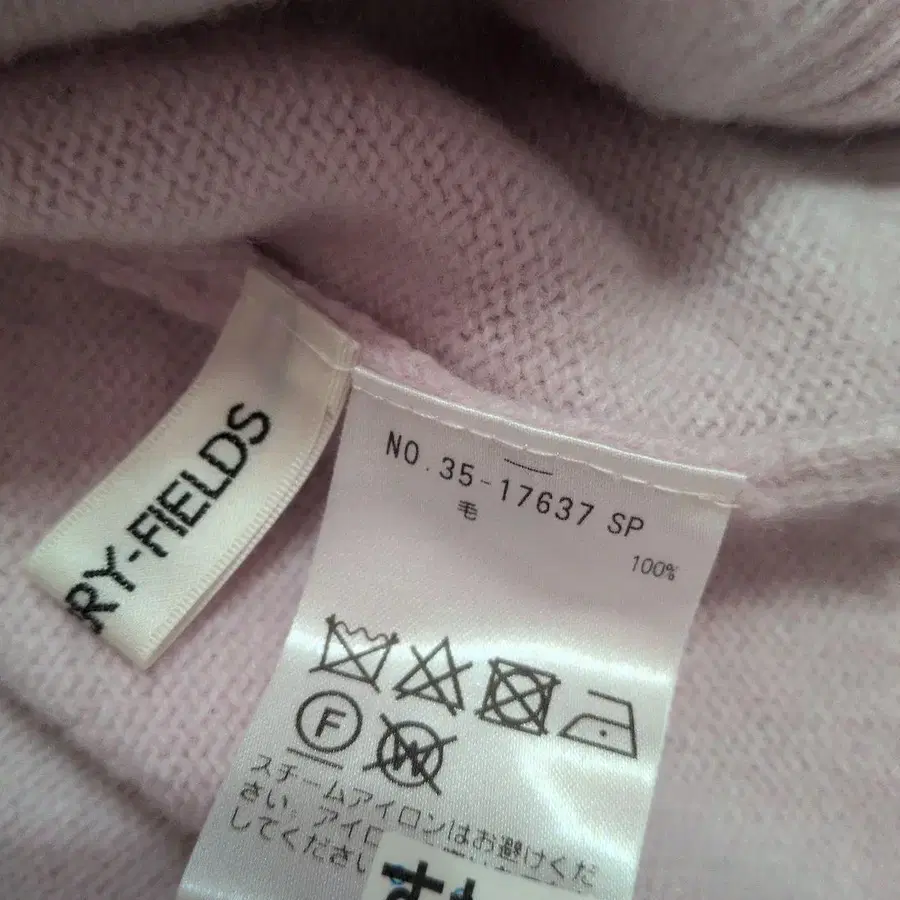 RY-FIELDS
NO.35-17637 SP
毛 100%
F
W
スチームアイロンはお避けくだ
さい。アイロ
してください